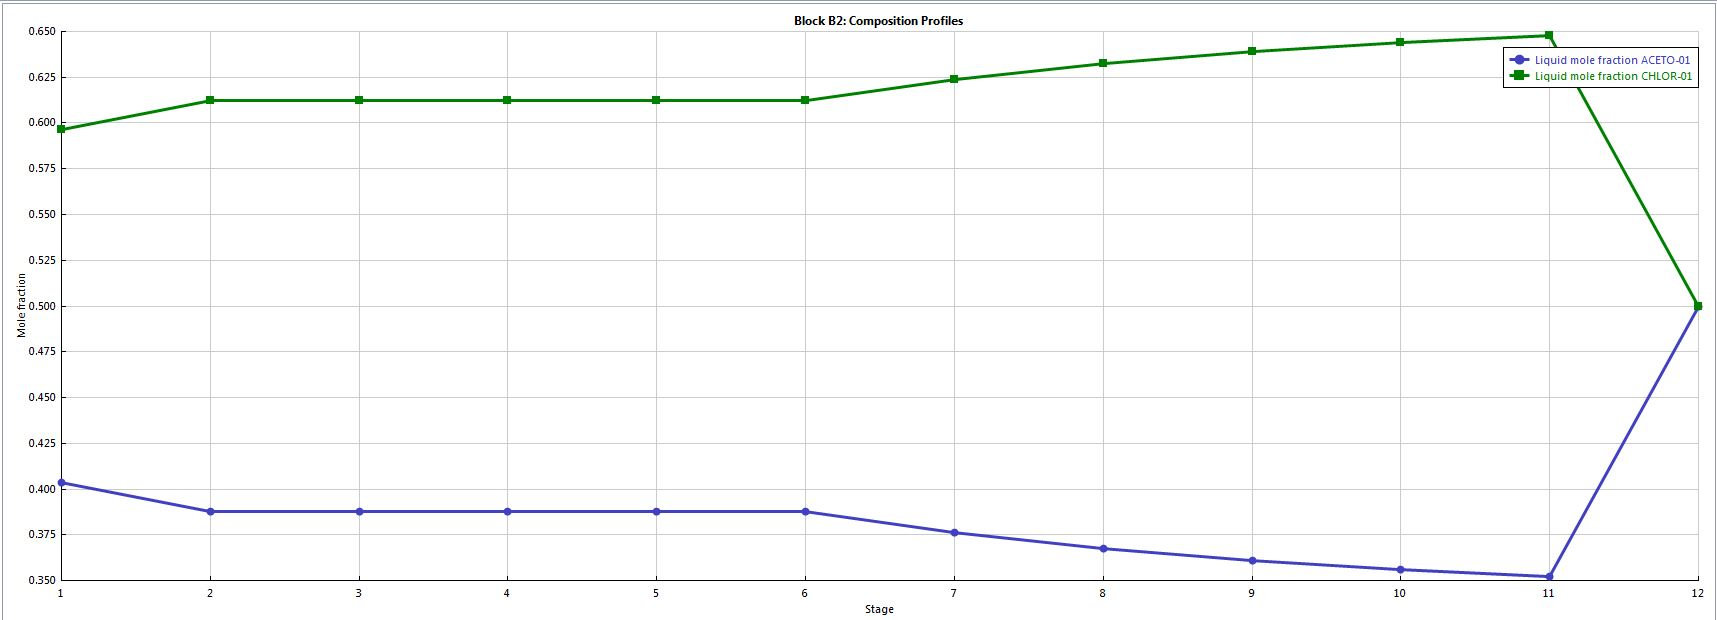 Block B2: Composition Profiles
0.650
0.625
0.600
0.575
0.550
0.525
0.500
0.475
0.450
0.425
0.400
0.375
0.350
Mole fraction
Liquid mole fraction ACETO-01
Liquid mole fraction CHLOR-01
1 2 3 4 5 6 7 8 9 10 11 12
Stage